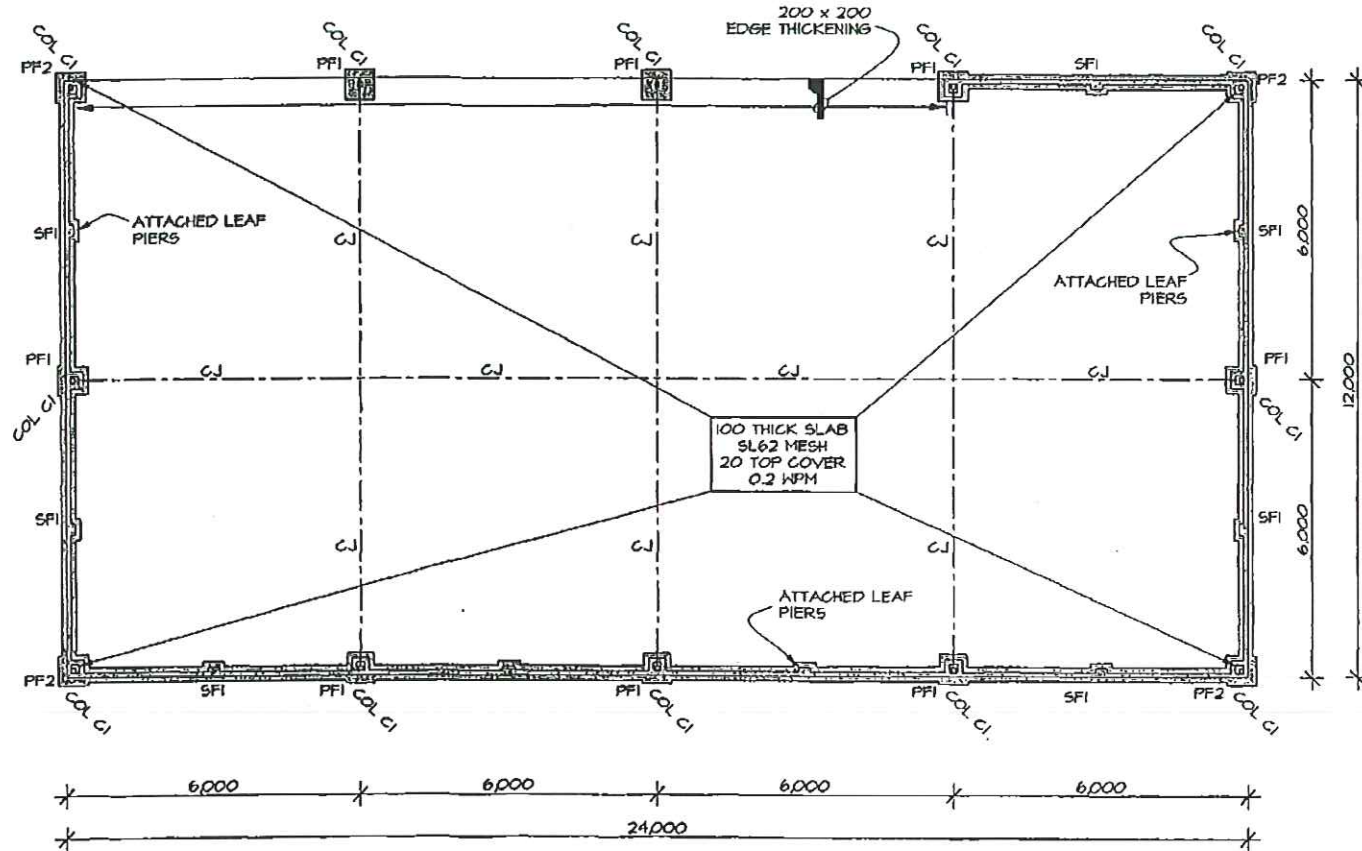 200 x 200
EDGE THICKENING
COL C1
COL C1
COL C1
COL C1
COL C1
PF2
PF1
PF1
PF1
SF1
PF2
ATTACHED LEAF
PIERS
SF1
CJ
CJ
CJ
SF1
ATTACHED LEAF
PIERS
6,000
PF1
COL C1
CJ
CJ
CJ
CJ
PF1
COL C1
12,000
100 THICK SLAB
SL62 MESH
20 TOP COVER
0.2 WPM
SF1
CJ
CJ
CJ
SF1
6,000
ATTACHED LEAF
PIERS
PF2
SF1
PF1
PF1
PF1
SF1
PF2
COL C1
COL C1
COL C1
COL C1.
COL C1
6,000
6,000
6,000
6,000
24,000